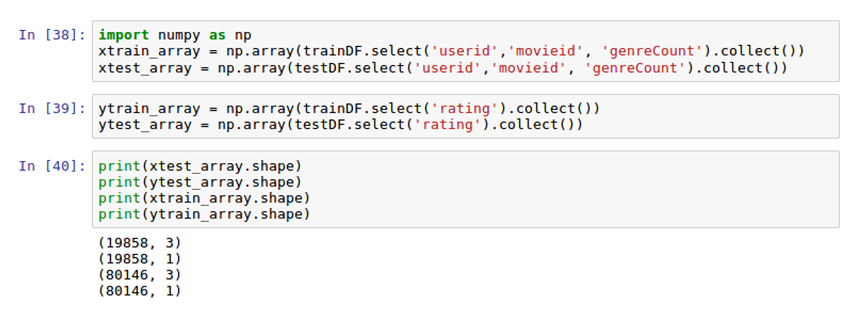 In [38]: import numpy as np
xtrain_array = np.array(trainDF.select('userid','movieid', 'genreCount').collect())
xtest_array = np.array(testDF.select('userid','movieid', 'genreCount').collect())
In [39]: ytrain_array = np.array(trainDF.select('rating').collect())
ytest_array = np.array(testDF.select('rating').collect())
In [40]: print(xtest_array.shape)
print(ytest_array.shape)
print(xtrain_array.shape)
print(ytrain_array.shape)
(19858, 3)
(19858, 1)
(80146, 3)
(80146, 1)